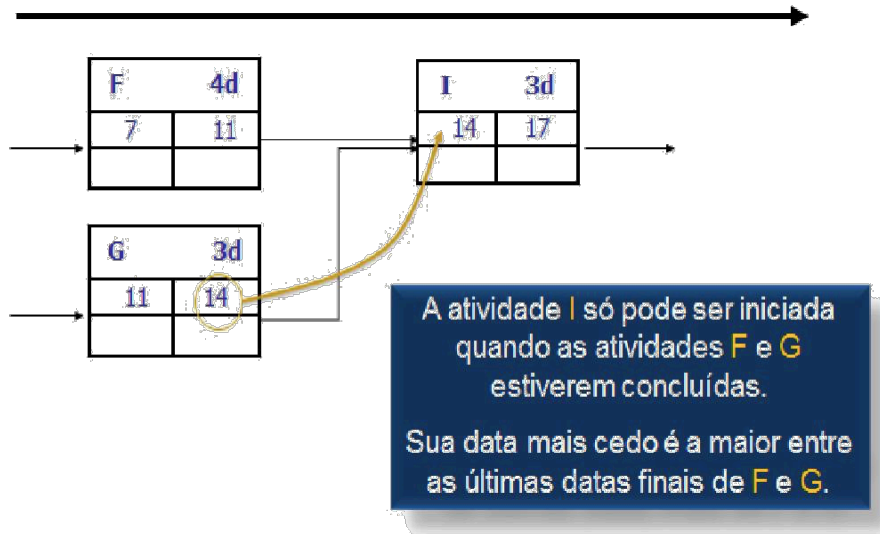 F 4d
7 11
I 3d
14 17
G 3d
11 14
A atividade I só pode ser iniciada
quando as atividades F e G
estiverem concluídas.
Sua data mais cedo é a maior entre
as últimas datas finais de F e G.